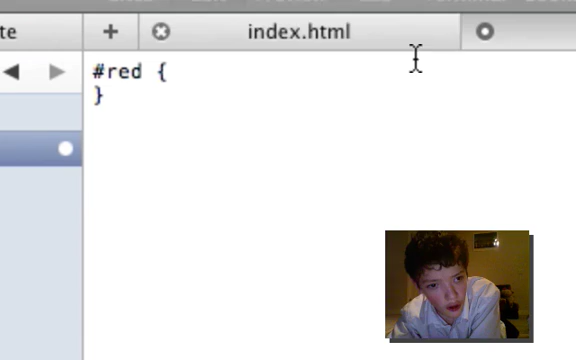 te
index.html
#red {
}